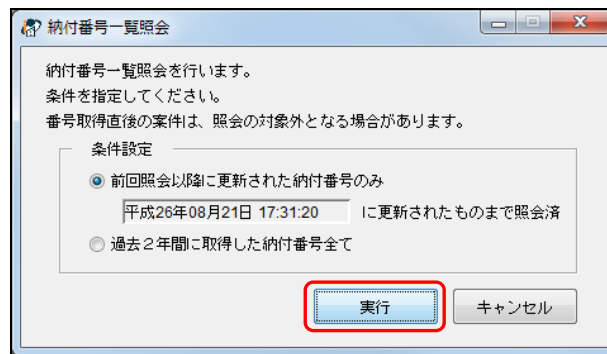 納付番号一覧照会
納付番号一覧照会を行います。
条件を指定してください。
番号取得直後の案件は、照会の対象外となる場合があります。
条件設定
前回照会以降に更新された納付番号のみ
平成26年08月21日 17:31:20 に更新されたものまで照会済
過去２年間に取得した納付番号全て
実行 キャンセル